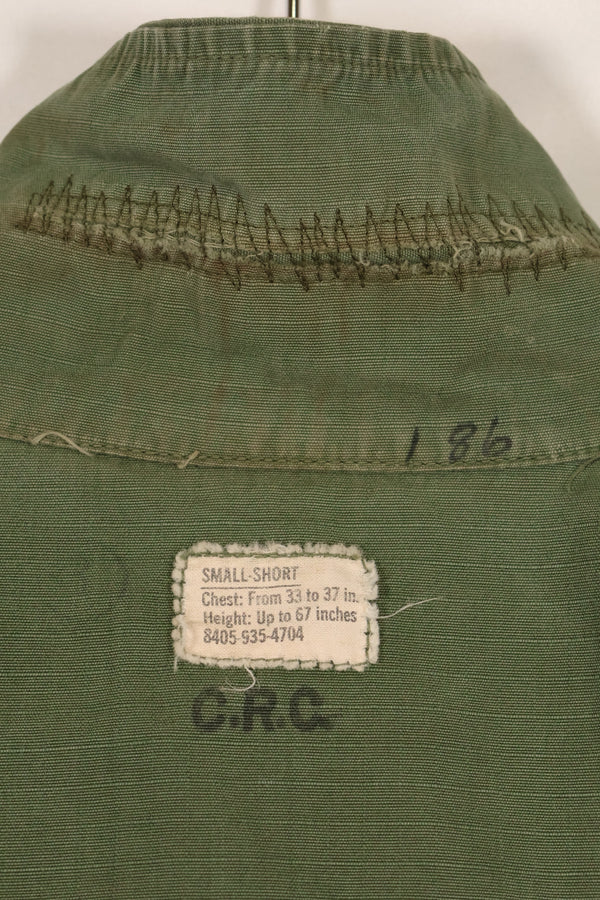 186
SMALL-SHORT
Chest: From 33 to 37 in.
Height: Up to 67 inches
8405-935-4704
C.R.C.